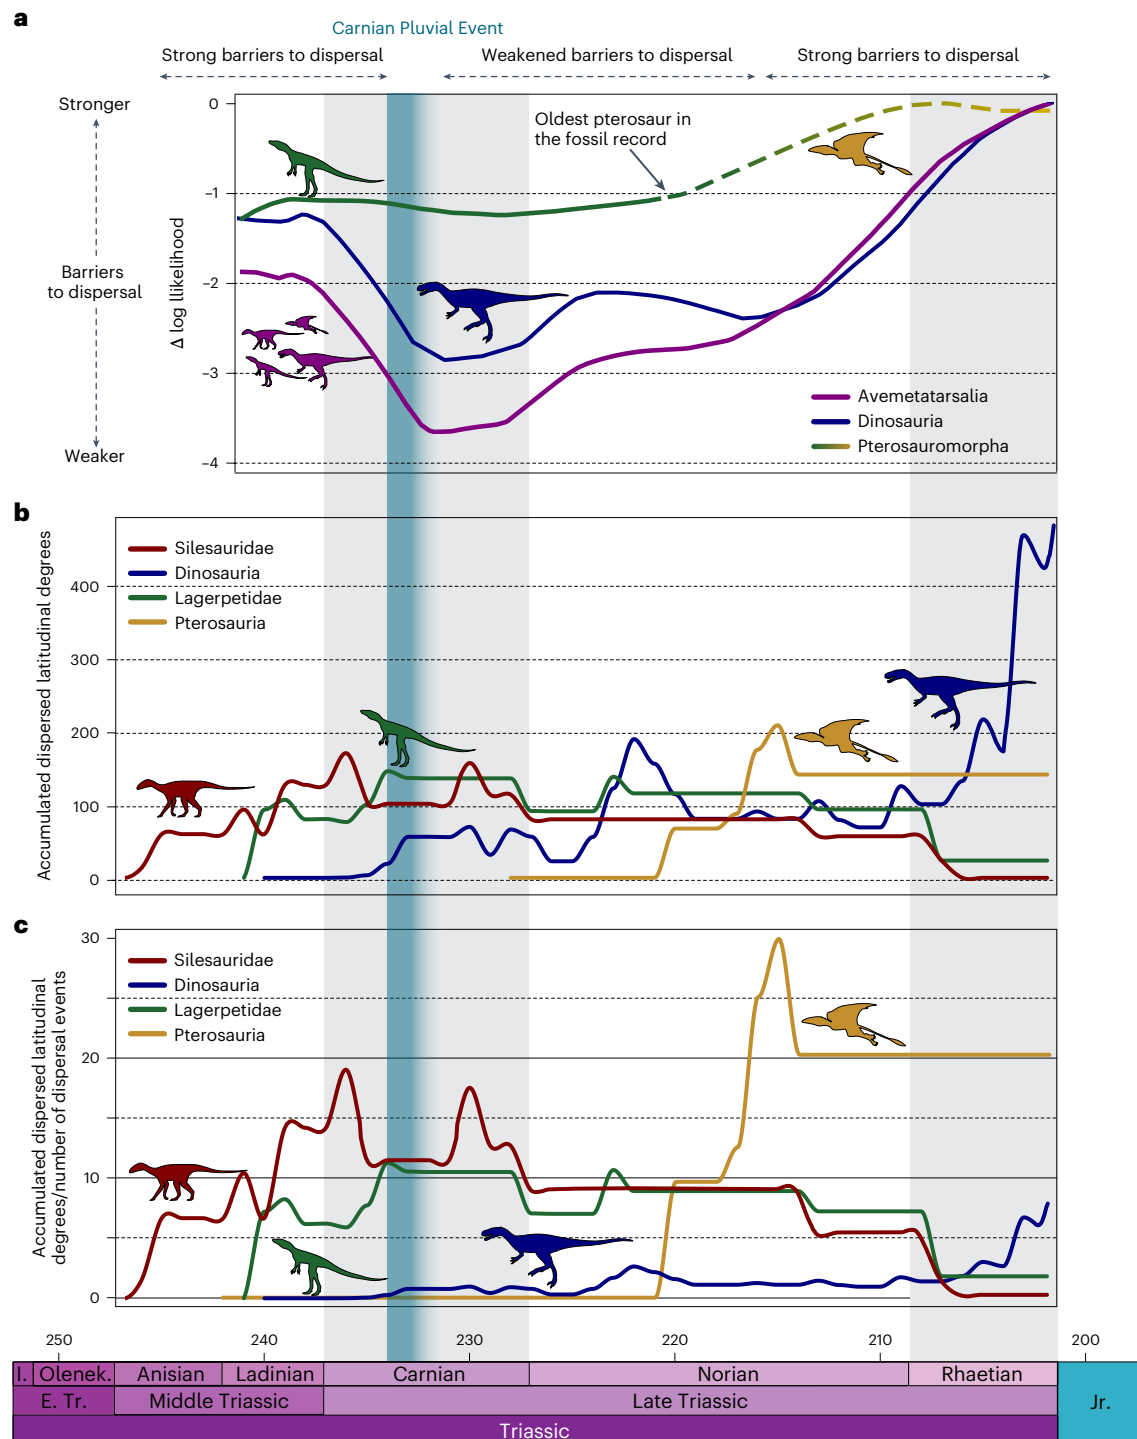 a
Carnian Pluvial Event
Strong barriers to dispersal
Weakened barriers to dispersal
Strong barriers to dispersal
Stronger
Barriers
to dispersal
Weaker
Δ log llikelihood
0
−1
−2
−3
−4
Oldest pterosaur in
the fossil record
Avemetatarsalia
Dinosauria
Pterosauromorpha
b
Accumulated dispersed latitudinal degrees
400
300
200
100
0
Silesauridae
Dinosauria
Lagerpetidae
Pterosauria
c
Accumulated dispersed latitudinal
degrees/number of dispersal events
30
20
10
0
Silesauridae
Dinosauria
Lagerpetidae
Pterosauria
250 240 230 220 210 200
I. Olenek. Anisian Ladinian Carnian Norian Rhaetian
E. Tr. Middle Triassic Late Triassic Jr.
Triassic